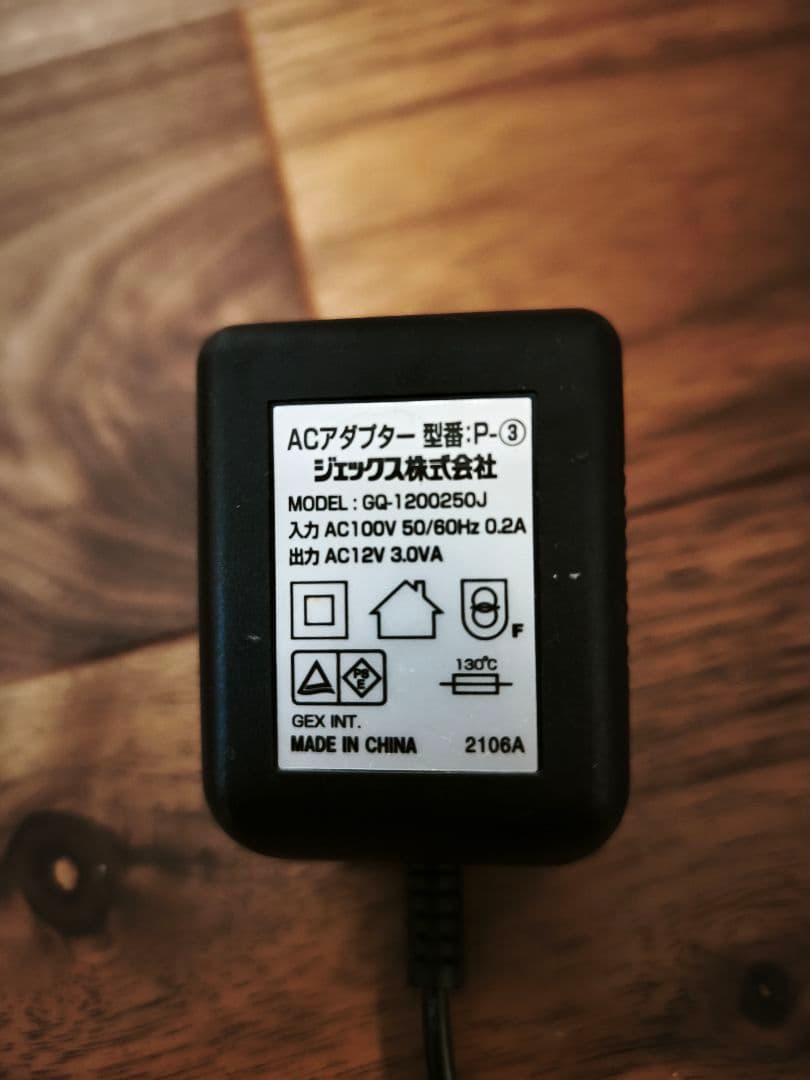 ACアダプター 型番:P-③
ジェックス株式会社
MODEL : GQ-1200250J
入力 AC100V 50/60Hz 0.2A
出力 AC12V 3.0VA
F
PS
E
130℃
GEX INT.
MADE IN CHINA 2106A